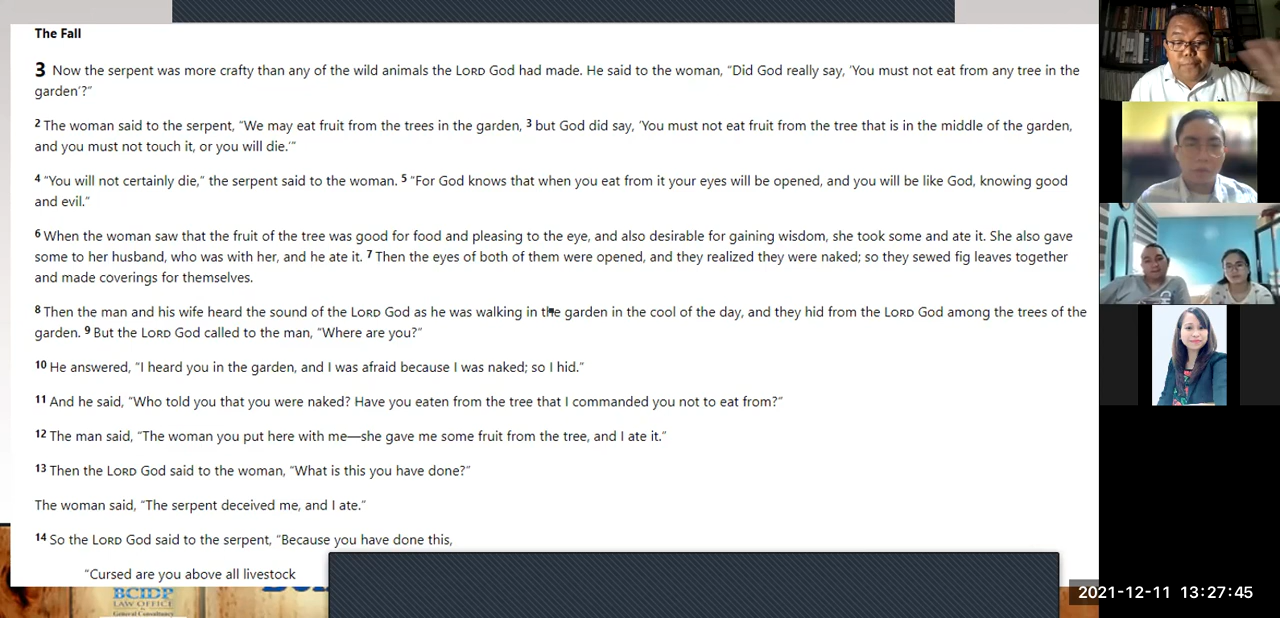 The Fall
3 Now the serpent was more crafty than any of the wild animals the LORD God had made. He said to the woman, “Did God really say, ‘You must not eat from any tree in the
garden’?”
2 The woman said to the serpent, “We may eat fruit from the trees in the garden, 3 but God did say, ‘You must not eat fruit from the tree that is in the middle of the garden,
and you must not touch it, or you will die.’”
4 “You will not certainly die,” the serpent said to the woman. 5 “For God knows that when you eat from it your eyes will be opened, and you will be like God, knowing good
and evil.”
6 When the woman saw that the fruit of the tree was good for food and pleasing to the eye, and also desirable for gaining wisdom, she took some and ate it. She also gave
some to her husband, who was with her, and he ate it. 7 Then the eyes of both of them were opened, and they realized they were naked; so they sewed fig leaves together
and made coverings for themselves.
8 Then the man and his wife heard the sound of the LORD God as he was walking in the garden in the cool of the day, and they hid from the LORD God among the trees of the
garden. 9 But the LORD God called to the man, “Where are you?”
10 He answered, “I heard you in the garden, and I was afraid because I was naked; so I hid.”
11 And he said, “Who told you that you were naked? Have you eaten from the tree that I commanded you not to eat from?”
12 The man said, “The woman you put here with me—she gave me some fruit from the tree, and I ate it.”
13 Then the LORD God said to the woman, “What is this you have done?”
The woman said, “The serpent deceived me, and I ate.”
14 So the LORD God said to the serpent, “Because you have done this,
“Cursed are you above all livestock
BCIDP
LAW OFFICE
General Consultancy
2021-12-11 13:27:45